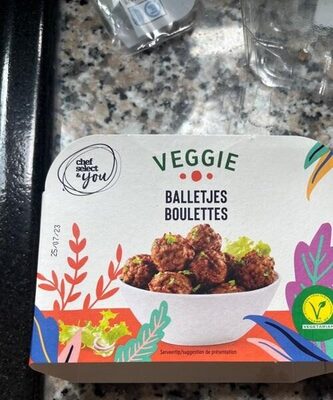 chef
select
& you
VEGGIE
BALLETJES
BOULETTES
25/07/23
Serveertip/suggestion de présentation
VEGETARIAN